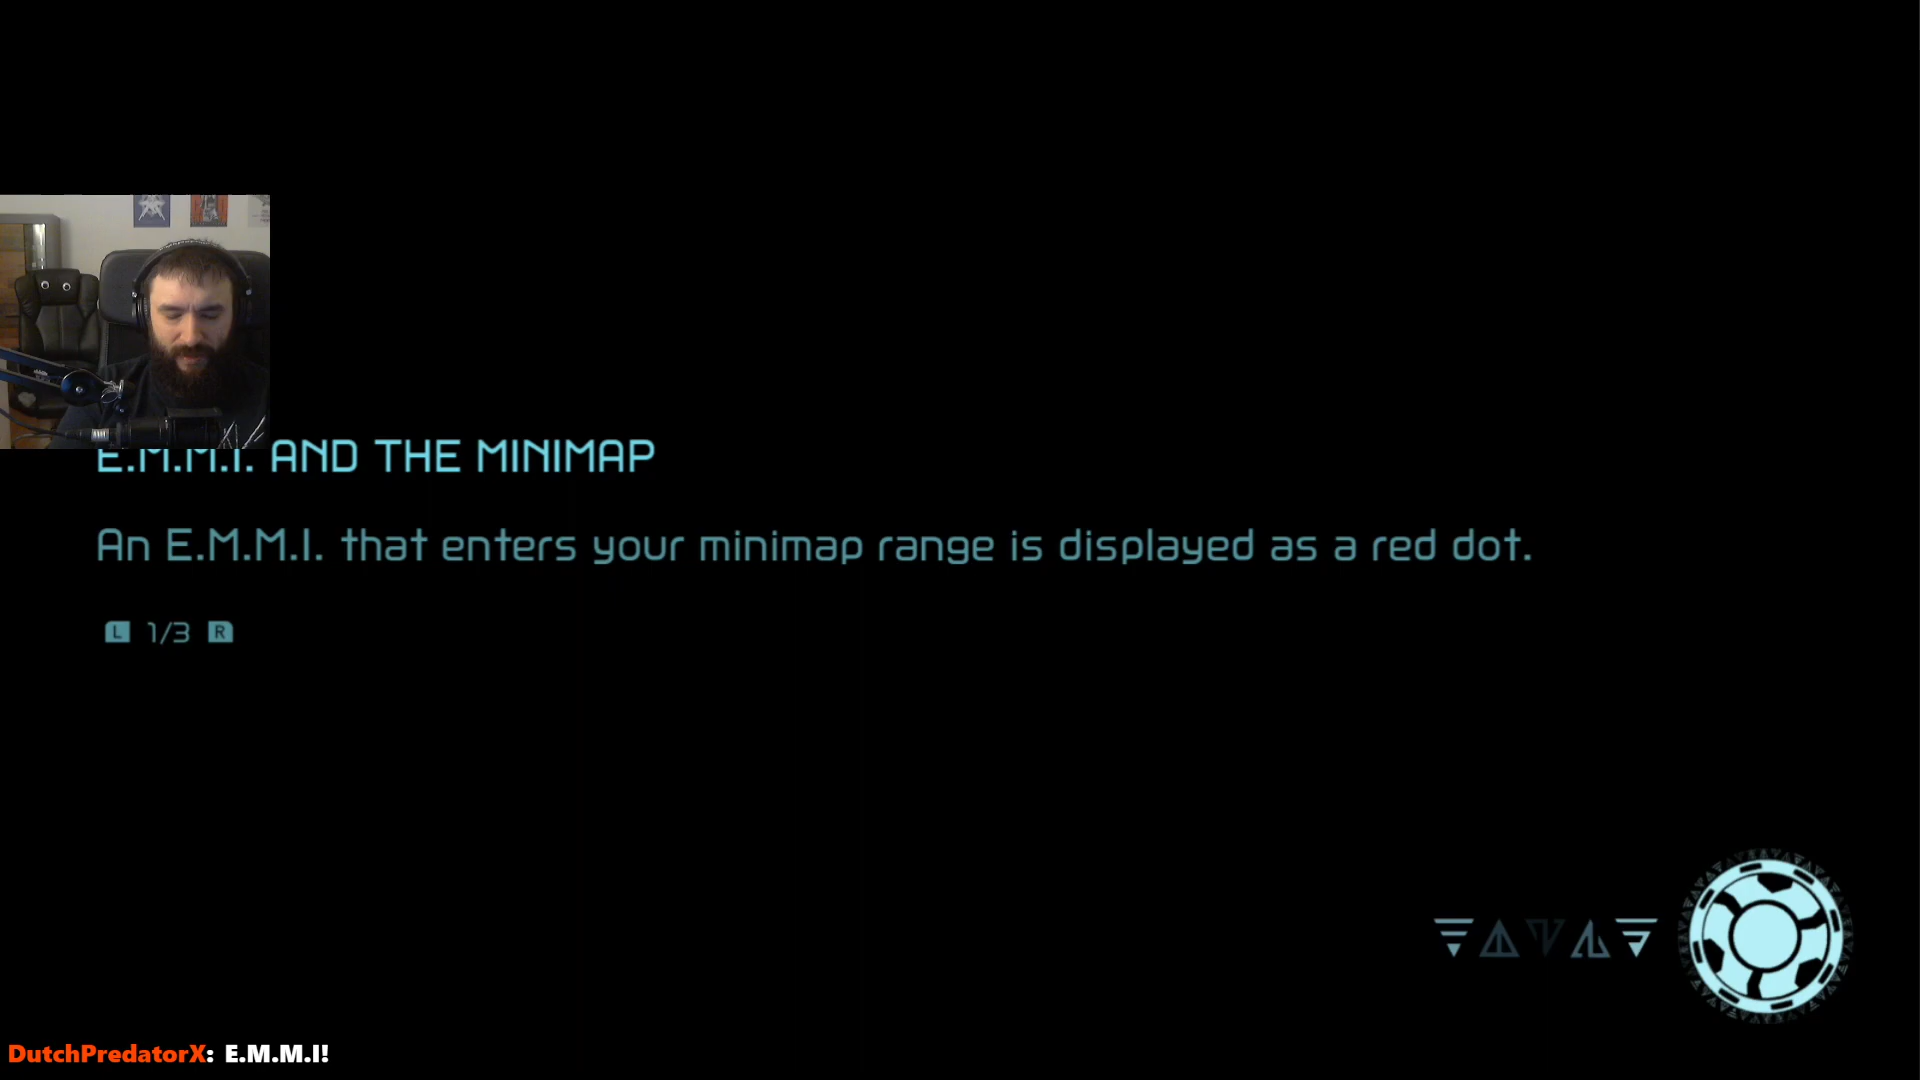 E.M.M.I. AND THE MINIMAP
An E.M.M.I. that enters your minimap range is displayed as a red dot.
L 1/3 R
DutchPredatorX: E.M.M.I!